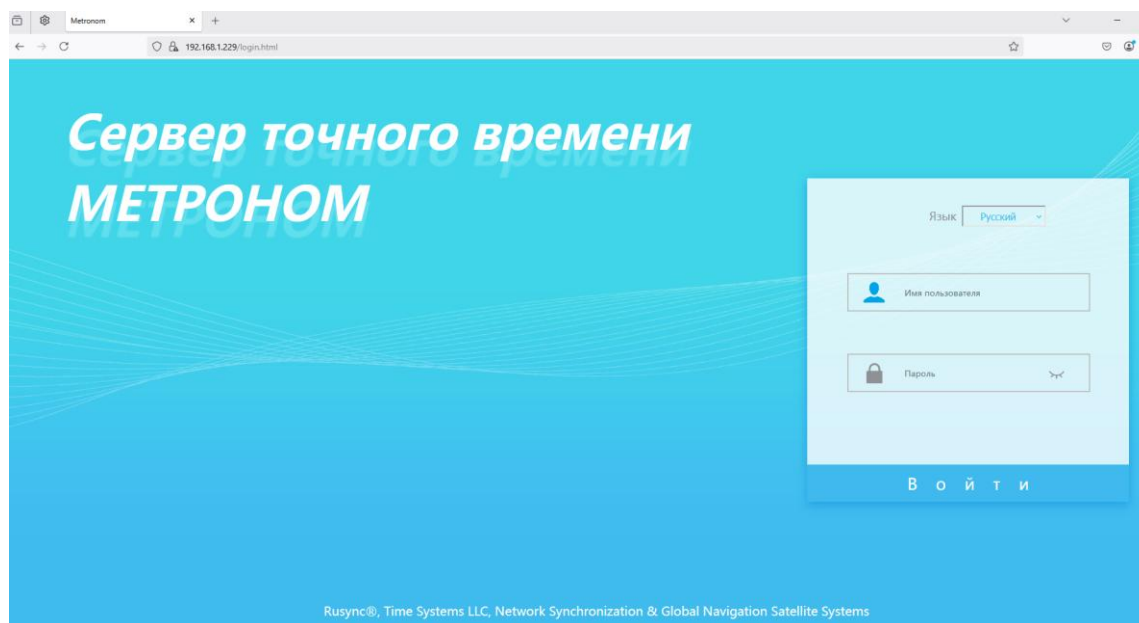 Metronom
192.168.1.229/login.html
Сервер точного времени
МЕТРОНОМ
Язык Русский
Имя пользователя
Пароль
Войти
Rusync®, Time Systems LLC, Network Synchronization & Global Navigation Satellite Systems